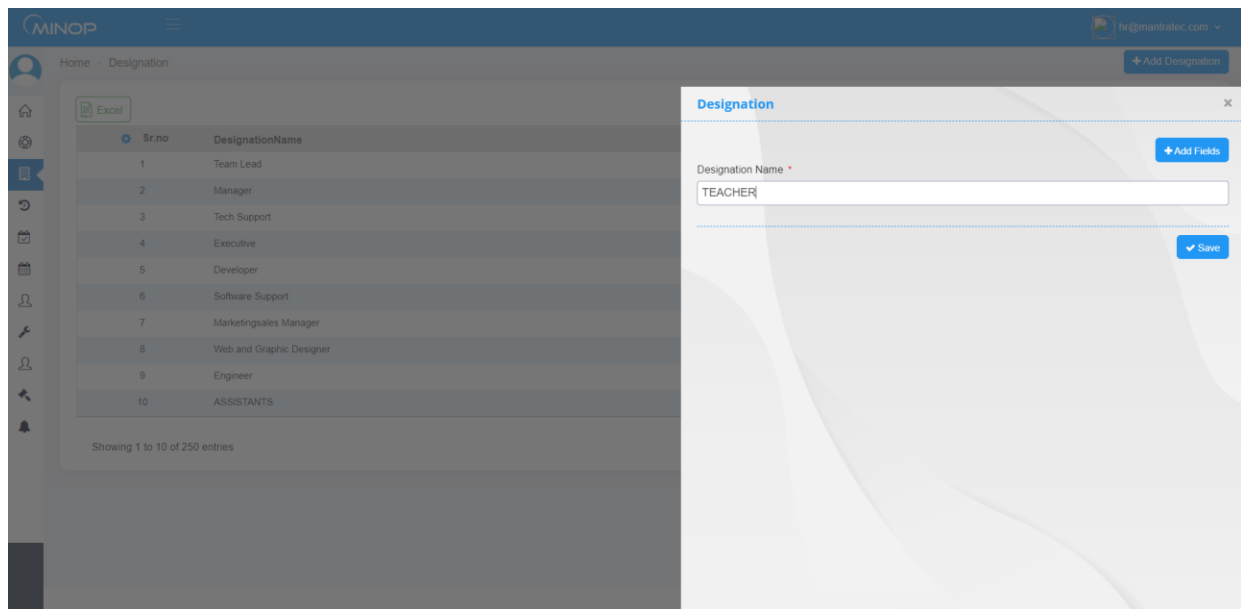 MINOP
hr@mantratec.com
Home - Designation
+ Add Designation
Excel
Designation
×
Sr.no DesignationName
+ Add Fields
1 Team Lead
Designation Name *
2 Manager
TEACHER
3 Tech Support
4 Executive
Save
5 Developer
6 Software Support
7 Marketingsales Manager
8 Web and Graphic Designer
9 Engineer
10 ASSISTANTS
Showing 1 to 10 of 250 entries